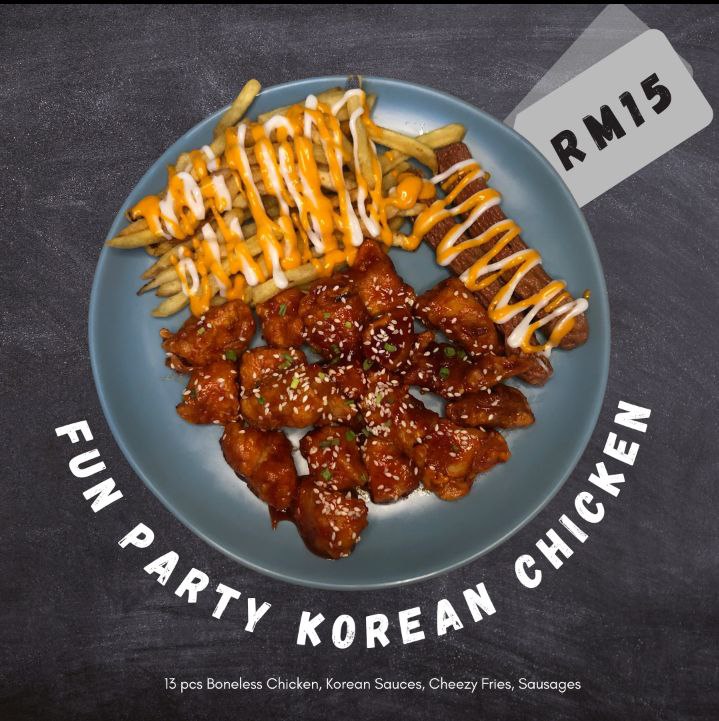 RM15
FUN PARTY KOREAN CHICKEN
13 pcs Boneless Chicken, Korean Sauces, Cheezy Fries, Sausages